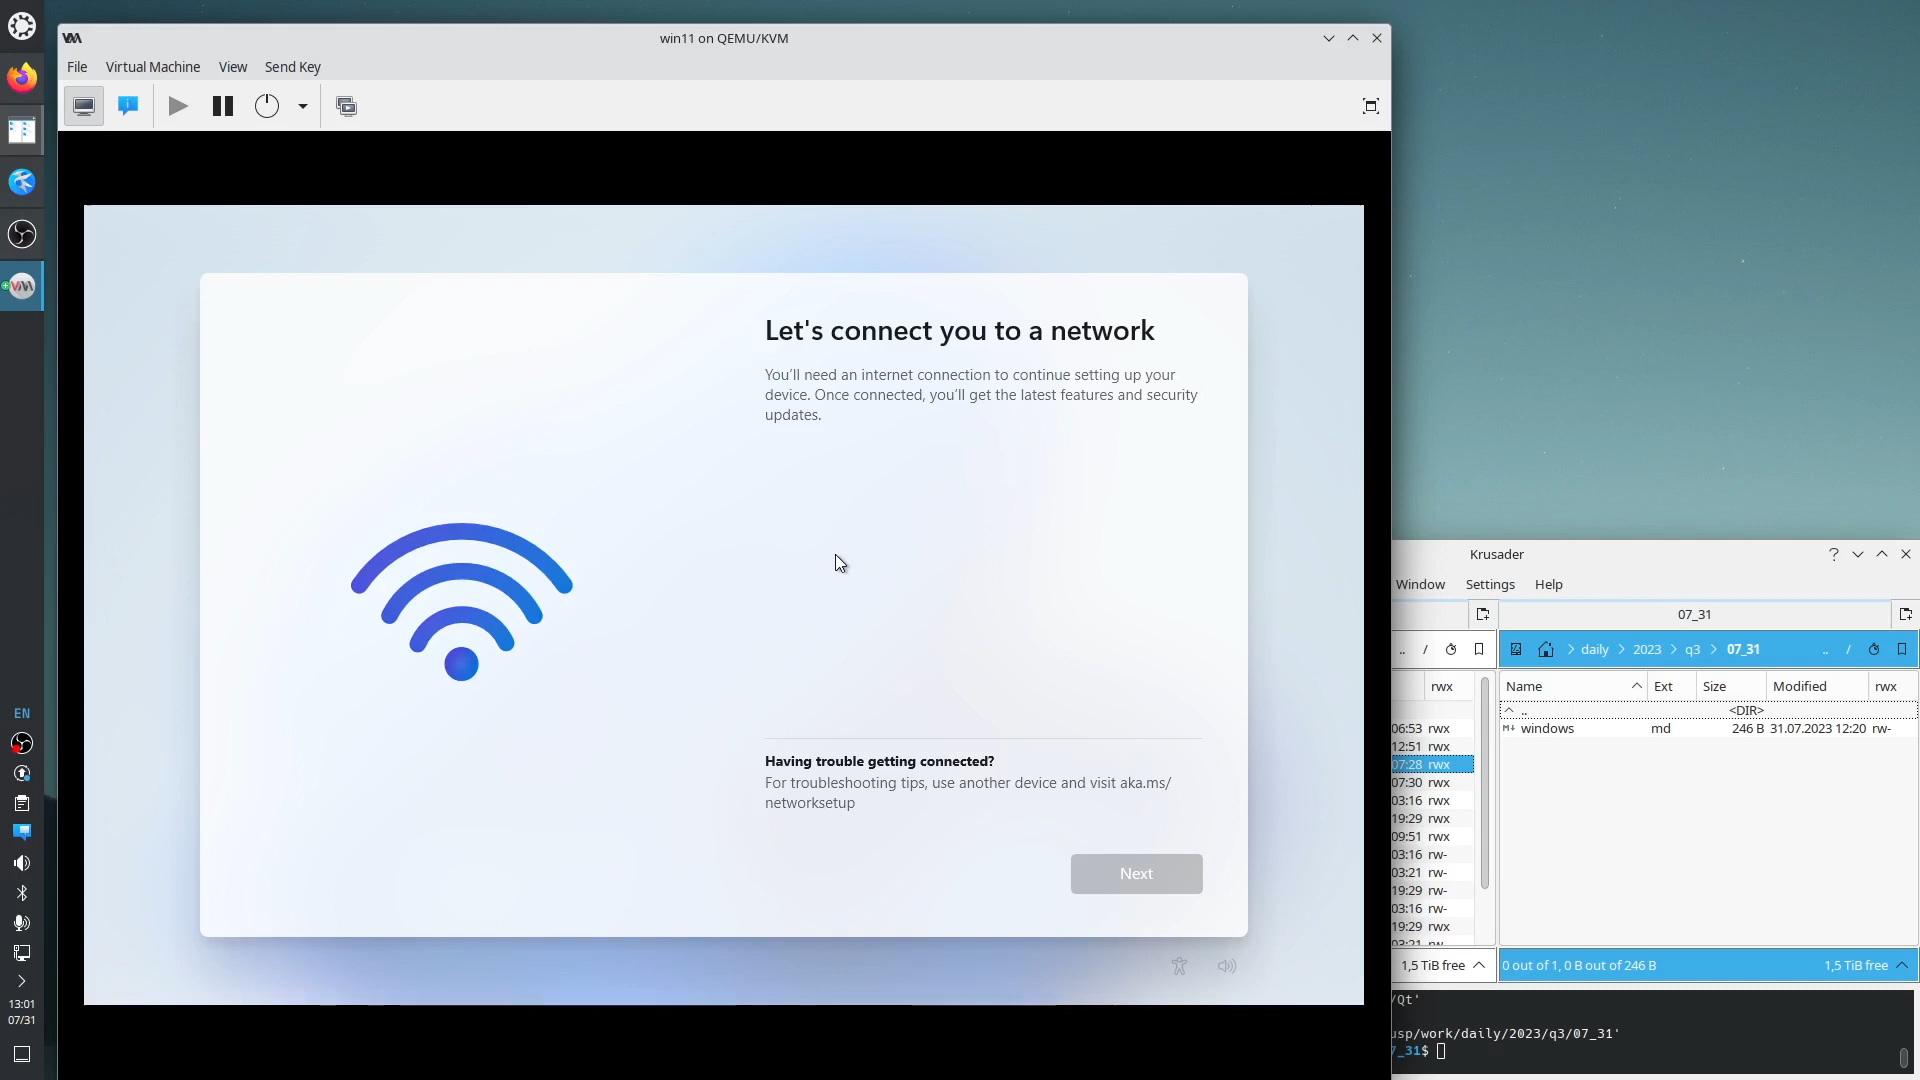 win11 on QEMU/KVM
File Virtual Machine View Send Key
Let's connect you to a network
You'll need an internet connection to continue setting up your
device. Once connected, you'll get the latest features and security
updates.
Having trouble getting connected?
For troubleshooting tips, use another device and visit aka.ms/
networksetup
Next
EN
13:01
07/31
Krusader
Window Settings Help
07_31
.. /
daily 2023 q3 07_31 .. /
rwx
Name Ext Size Modified rwx
.. <DIR>
windows md 246 B 31.07.2023 12:20 rw-
06:53 rwx
12:51 rwx
07:28 rwx
07:30 rwx
03:16 rwx
19:29 rwx
09:51 rwx
03:16 rw-
03:21 rw-
19:29 rw-
03:16 rw-
19:29 rwx
03:21 rw-
1,5 TiB free
0 out of 1, 0 B out of 246 B 1,5 TiB free
/Qt'
usp/work/daily/2023/q3/07_31'
7_31$